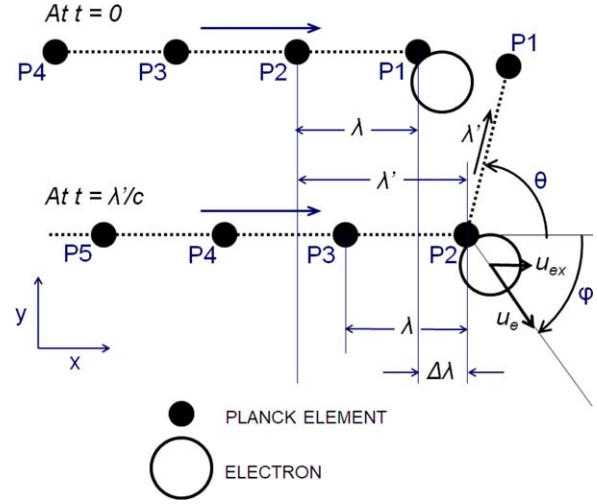 At t = 0
P4 P3 P2 P1 P1
λ
λ'
λ'
θ
At t = λ'/c
P5 P4 P3 P2
u_ex
φ
u_e
λ
Δλ
y
x
PLANCK ELEMENT
ELECTRON